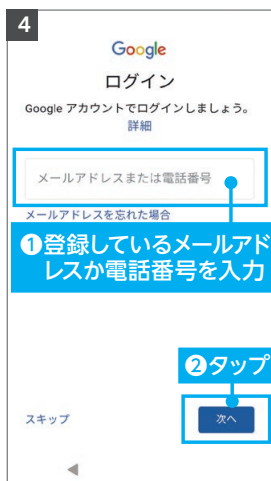 4
Google
ログイン
Google アカウントでログインしましょう。
詳細
メールアドレスまたは電話番号
メールアドレスを忘れた場合
❶登録しているメールアド
レスか電話番号を入力
❷タップ
スキップ
次へ